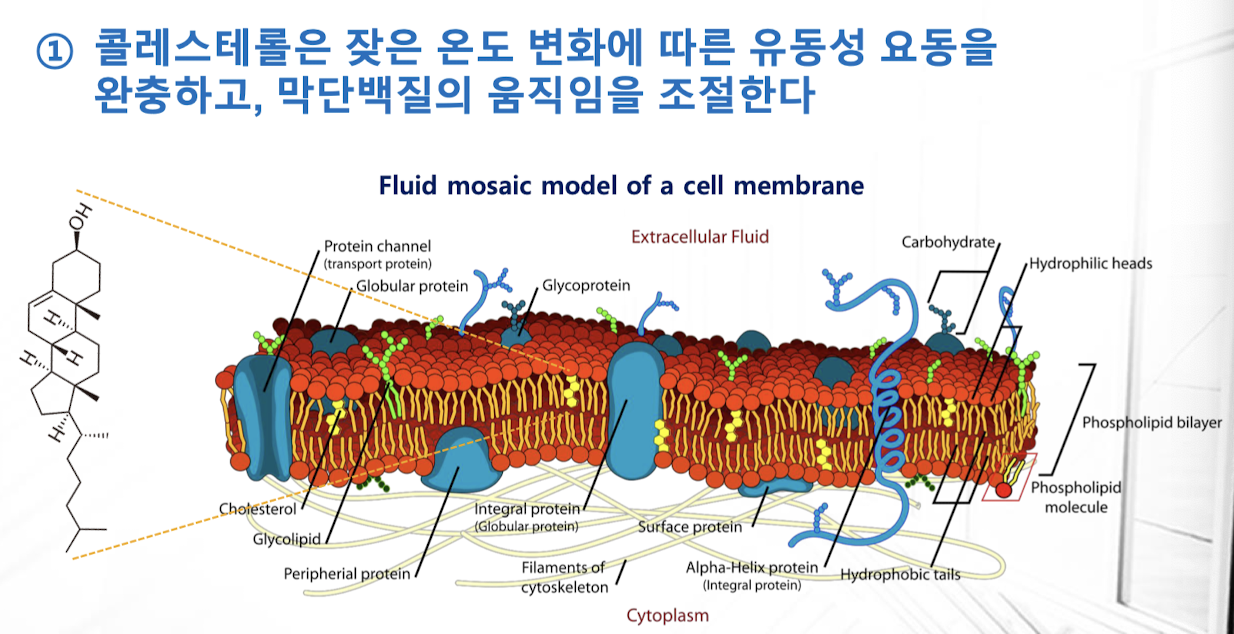 ① 콜레스테롤은 잦은 온도 변화에 따른 유동성 요동을
완충하고, 막단백질의 움직임을 조절한다
Fluid mosaic model of a cell membrane
Extracellular Fluid
Protein channel
(transport protein)
Globular protein
Glycoprotein
Carbohydrate
Hydrophilic heads
HO
H
H
H
H
Phospholipid bilayer
Phospholipid
molecule
Cholesterol
Glycolipid
Peripherial protein
Integral protein
(Globular protein)
Filaments of
cytoskeleton
Surface protein
Alpha-Helix protein
(Integral protein)
Hydrophobic tails
Cytoplasm